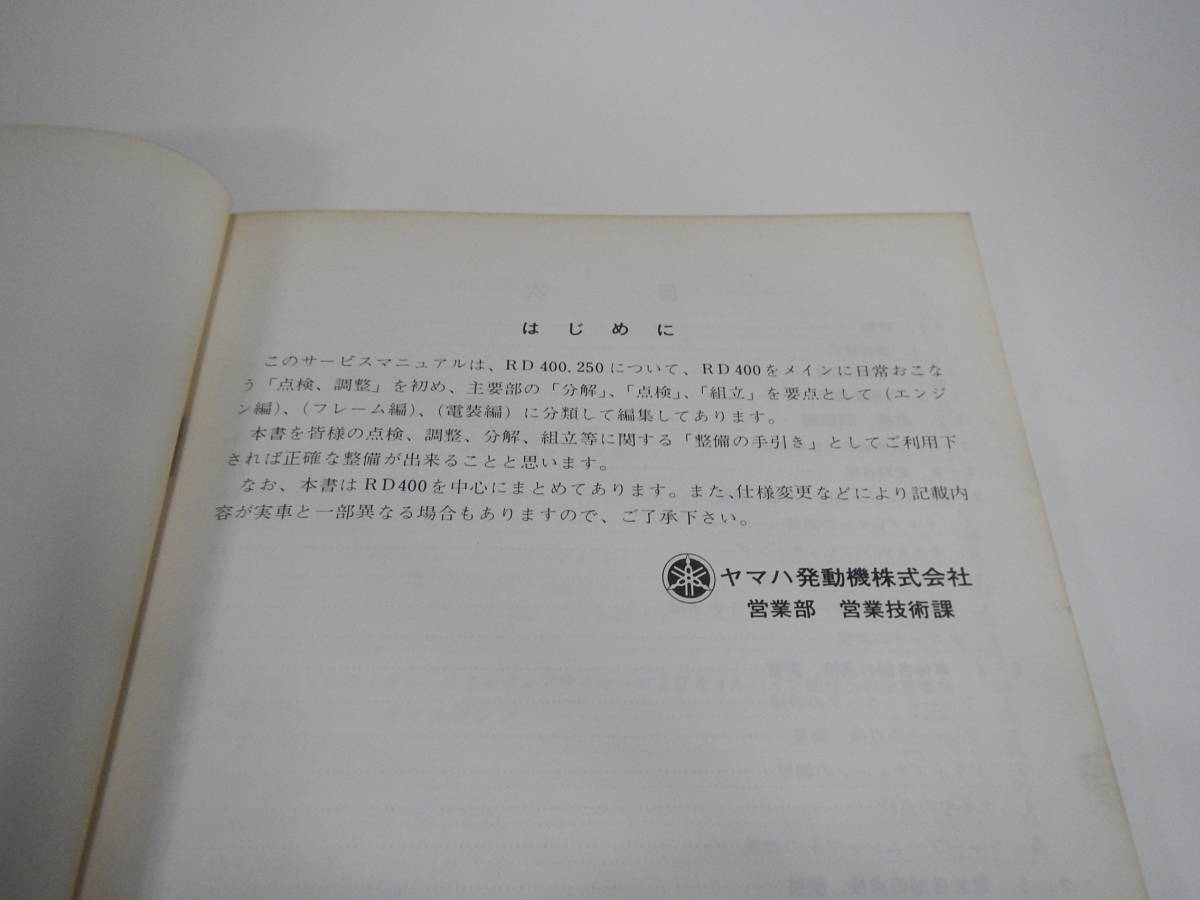 はじめに
このサービスマニュアルは、RD400.250について、RD400をメインに日常おこな
う「点検、調整」を初め、主要部の「分解」、「点検」、「組立」を要点として（エンジ
ン編）、（フレーム編）、（電装編）に分類して編集してあります。
本書を皆様の点検、調整、分解、組立等に関する「整備の手引き」としてご利用下
されば正確な整備が出来ることと思います。
なお、本書はRD400を中心にまとめてあります。また、仕様変更などにより記載内
容が実車と一部異なる場合もありますので、ご了承下さい。
ヤマハ発動機株式会社
営業部 営業技術課